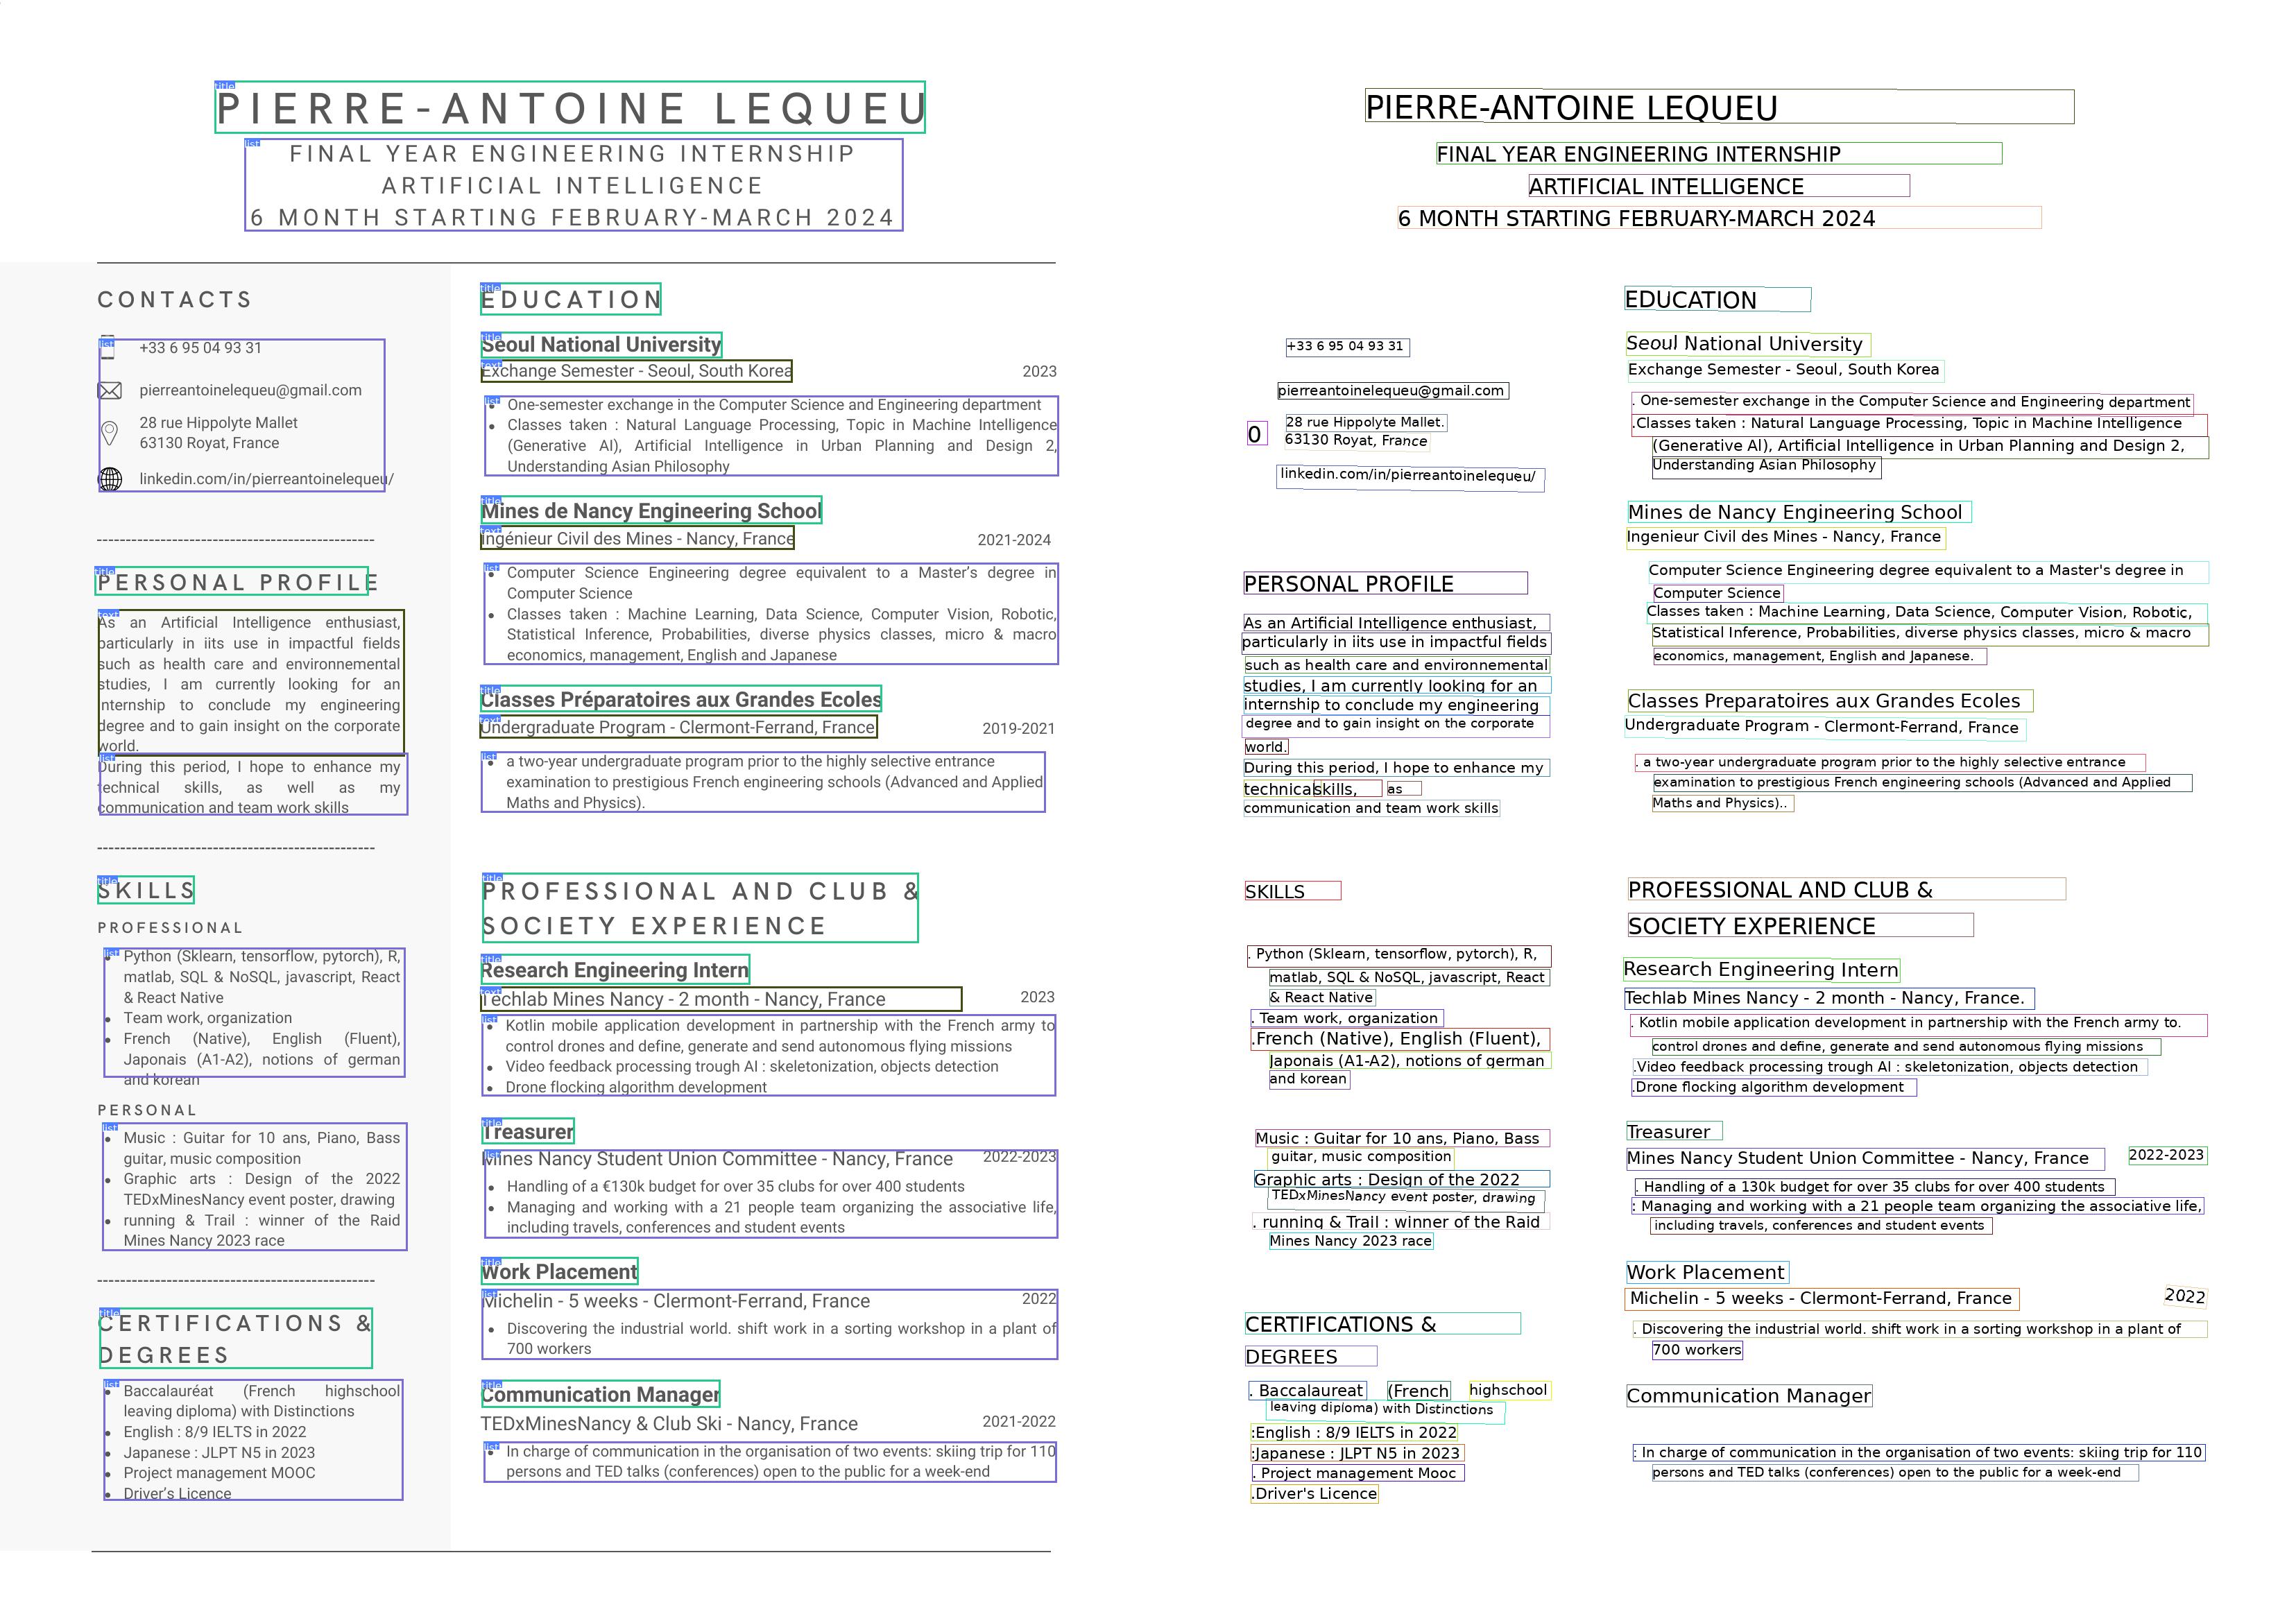 PIERRE-ANTOINE LEQUEU
FINAL YEAR ENGINEERING INTERNSHIP
ARTIFICIAL INTELLIGENCE
6 MONTH STARTING FEBRUARY-MARCH 2024
CONTACTS
+33 6 95 04 93 31
pierreantoinelequeu@gmail.com
28 rue Hippolyte Mallet
63130 Royat, France
linkedin.com/in/pierreantoinelequeu/
PERSONAL PROFILE
As an Artificial Intelligence enthusiast,
particularly in iits use in impactful fields
such as health care and environnemental
studies, I am currently looking for an
internship to conclude my engineering
degree and to gain insight on the corporate
world.
During this period, I hope to enhance my
technical skills, as well as my
communication and team work skills
SKILLS
PROFESSIONAL
• Python (Sklearn, tensorflow, pytorch), R,
matlab, SQL & NoSQL, javascript, React
& React Native
• Team work, organization
• French (Native), English (Fluent),
Japonais (A1-A2), notions of german
and korean
PERSONAL
• Music : Guitar for 10 ans, Piano, Bass
guitar, music composition
• Graphic arts : Design of the 2022
TEDxMinesNancy event poster, drawing
• running & Trail : winner of the Raid
Mines Nancy 2023 race
CERTIFICATIONS &
DEGREES
• Baccalauréat (French highschool
leaving diploma) with Distinctions
• English : 8/9 IELTS in 2022
• Japanese : JLPT N5 in 2023
• Project management MOOC
• Driver’s Licence
EDUCATION
Seoul National University
Exchange Semester - Seoul, South Korea 2023
• One-semester exchange in the Computer Science and Engineering department
• Classes taken : Natural Language Processing, Topic in Machine Intelligence
(Generative AI), Artificial Intelligence in Urban Planning and Design 2,
Understanding Asian Philosophy
Mines de Nancy Engineering School
Ingénieur Civil des Mines - Nancy, France 2021-2024
• Computer Science Engineering degree equivalent to a Master’s degree in
Computer Science
• Classes taken : Machine Learning, Data Science, Computer Vision, Robotic,
Statistical Inference, Probabilities, diverse physics classes, micro & macro
economics, management, English and Japanese
Classes Préparatoires aux Grandes Ecoles
Undergraduate Program - Clermont-Ferrand, France 2019-2021
• a two-year undergraduate program prior to the highly selective entrance
examination to prestigious French engineering schools (Advanced and Applied
Maths and Physics).
PROFESSIONAL AND CLUB &
SOCIETY EXPERIENCE
Research Engineering Intern
Techlab Mines Nancy - 2 month - Nancy, France 2023
• Kotlin mobile application development in partnership with the French army to
control drones and define, generate and send autonomous flying missions
• Video feedback processing trough AI : skeletonization, objects detection
• Drone flocking algorithm development
Treasurer
Mines Nancy Student Union Committee - Nancy, France 2022-2023
• Handling of a €130k budget for over 35 clubs for over 400 students
• Managing and working with a 21 people team organizing the associative life,
including travels, conferences and student events
Work Placement
Michelin - 5 weeks - Clermont-Ferrand, France 2022
• Discovering the industrial world. shift work in a sorting workshop in a plant of
700 workers
Communication Manager
TEDxMinesNancy & Club Ski - Nancy, France 2021-2022
• In charge of communication in the organisation of two events: skiing trip for 110
persons and TED talks (conferences) open to the public for a week-end
PIERRE-ANTOINE LEQUEU
FINAL YEAR ENGINEERING INTERNSHIP
ARTIFICIAL INTELLIGENCE
6 MONTH STARTING FEBRUARY-MARCH 2024
+33 6 95 04 93 31
pierreantoinelequeu@gmail.com
0
28 rue Hippolyte Mallet.
63130 Royat, France
linkedin.com/in/pierreantoinelequeu/
PERSONAL PROFILE
As an Artificial Intelligence enthusiast,
particularly in iits use in impactful fields
such as health care and environnemental
studies, I am currently looking for an
internship to conclude my engineering
degree and to gain insight on the corporate
world.
During this period, I hope to enhance my
technical skills, as
communication and team work skills
SKILLS
. Python (Sklearn, tensorflow, pytorch), R,
matlab, SQL & NoSQL, javascript, React
& React Native
. Team work, organization
.French (Native), English (Fluent),
Japonais (A1-A2), notions of german
and korean
Music : Guitar for 10 ans, Piano, Bass
guitar, music composition
Graphic arts : Design of the 2022
TEDxMinesNancy event poster, drawing
. running & Trail : winner of the Raid
Mines Nancy 2023 race
CERTIFICATIONS &
DEGREES
. Baccalaureat (French highschool
leaving diploma) with Distinctions
:English : 8/9 IELTS in 2022
:Japanese : JLPT N5 in 2023
. Project management Mooc
.Driver's Licence
EDUCATION
Seoul National University
Exchange Semester - Seoul, South Korea
. One-semester exchange in the Computer Science and Engineering department
.Classes taken : Natural Language Processing, Topic in Machine Intelligence
(Generative Al), Artificial Intelligence in Urban Planning and Design 2,
Understanding Asian Philosophy
Mines de Nancy Engineering School
Ingenieur Civil des Mines - Nancy, France
Computer Science Engineering degree equivalent to a Master's degree in
Computer Science
Classes taken : Machine Learning, Data Science, Computer Vision, Robotic,
Statistical Inference, Probabilities, diverse physics classes, micro & macro
economics, management, English and Japanese.
Classes Preparatoires aux Grandes Ecoles
Undergraduate Program - Clermont-Ferrand, France
. a two-year undergraduate program prior to the highly selective entrance
examination to prestigious French engineering schools (Advanced and Applied
Maths and Physics)..
PROFESSIONAL AND CLUB &
SOCIETY EXPERIENCE
Research Engineering Intern
Techlab Mines Nancy - 2 month - Nancy, France.
. Kotlin mobile application development in partnership with the French army to.
control drones and define, generate and send autonomous flying missions
.Video feedback processing trough AI : skeletonization, objects detection
.Drone flocking algorithm development
Treasurer
Mines Nancy Student Union Committee - Nancy, France 2022-2023
. Handling of a 130k budget for over 35 clubs for over 400 students
: Managing and working with a 21 people team organizing the associative life,
including travels, conferences and student events
Work Placement
Michelin - 5 weeks - Clermont-Ferrand, France 2022
. Discovering the industrial world. shift work in a sorting workshop in a plant of
700 workers
Communication Manager
: In charge of communication in the organisation of two events: skiing trip for 110
persons and TED talks (conferences) open to the public for a week-end